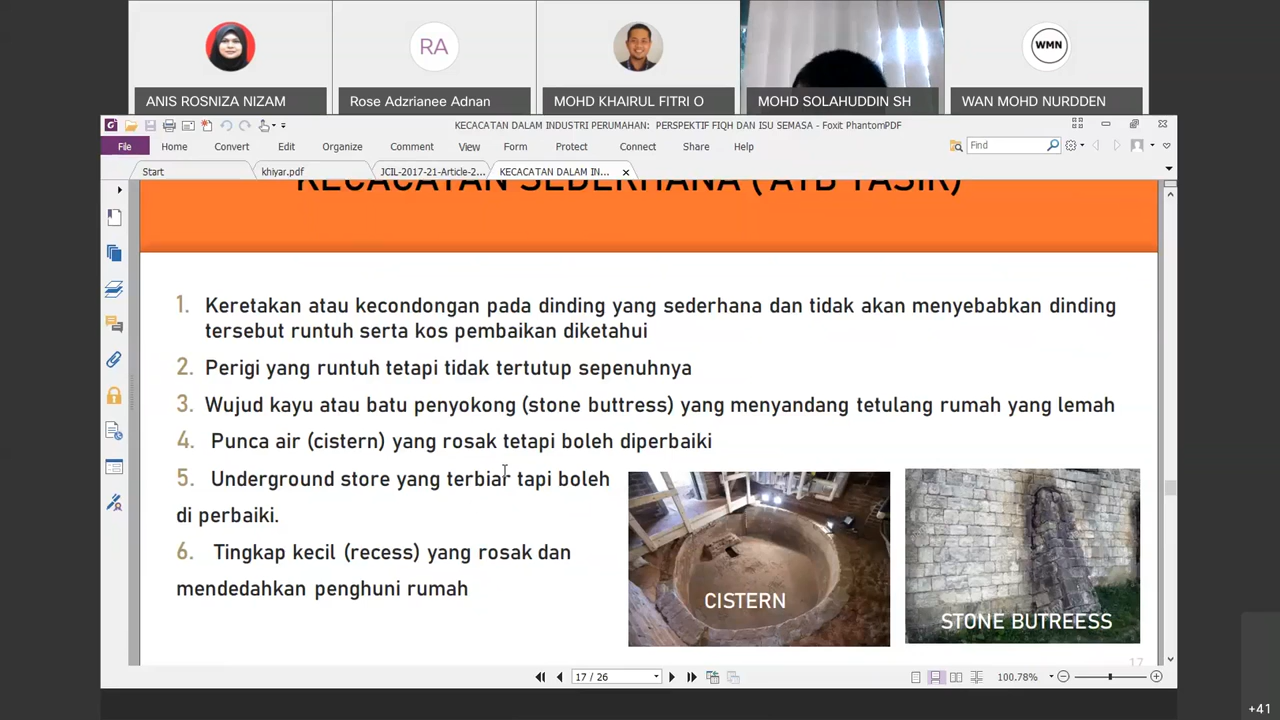 RA
WMN
ANIS ROSNIZA NIZAM
Rose Adzrianee Adnan
MOHD KHAIRUL FITRI O
MOHD SOLAHUDDIN SH
WAN MOHD NURDDEN
KECACATAN DALAM INDUSTRI PERUMAHAN: PERSPEKTIF FIQH DAN ISU SEMASA - Foxit PhantomPDF
File Home Convert Edit Organize Comment View Form Protect Connect Share Help Find
Start khiyar.pdf JCIL-2017-21-Article-2... KECACATAN DALAM IN...
KECACATAN SEDERHANA ('AYB YASIR)
1. Keretakan atau kecondongan pada dinding yang sederhana dan tidak akan menyebabkan dinding
tersebut runtuh serta kos pembaikan diketahui
2. Perigi yang runtuh tetapi tidak tertutup sepenuhnya
3. Wujud kayu atau batu penyokong (stone buttress) yang menyandang tetulang rumah yang lemah
4. Punca air (cistern) yang rosak tetapi boleh diperbaiki
5. Underground store yang terbiar tapi boleh
di perbaiki.
6. Tingkap kecil (recess) yang rosak dan
mendedahkan penghuni rumah
CISTERN
STONE BUTREESS
17
17 / 26
100.78%
+41